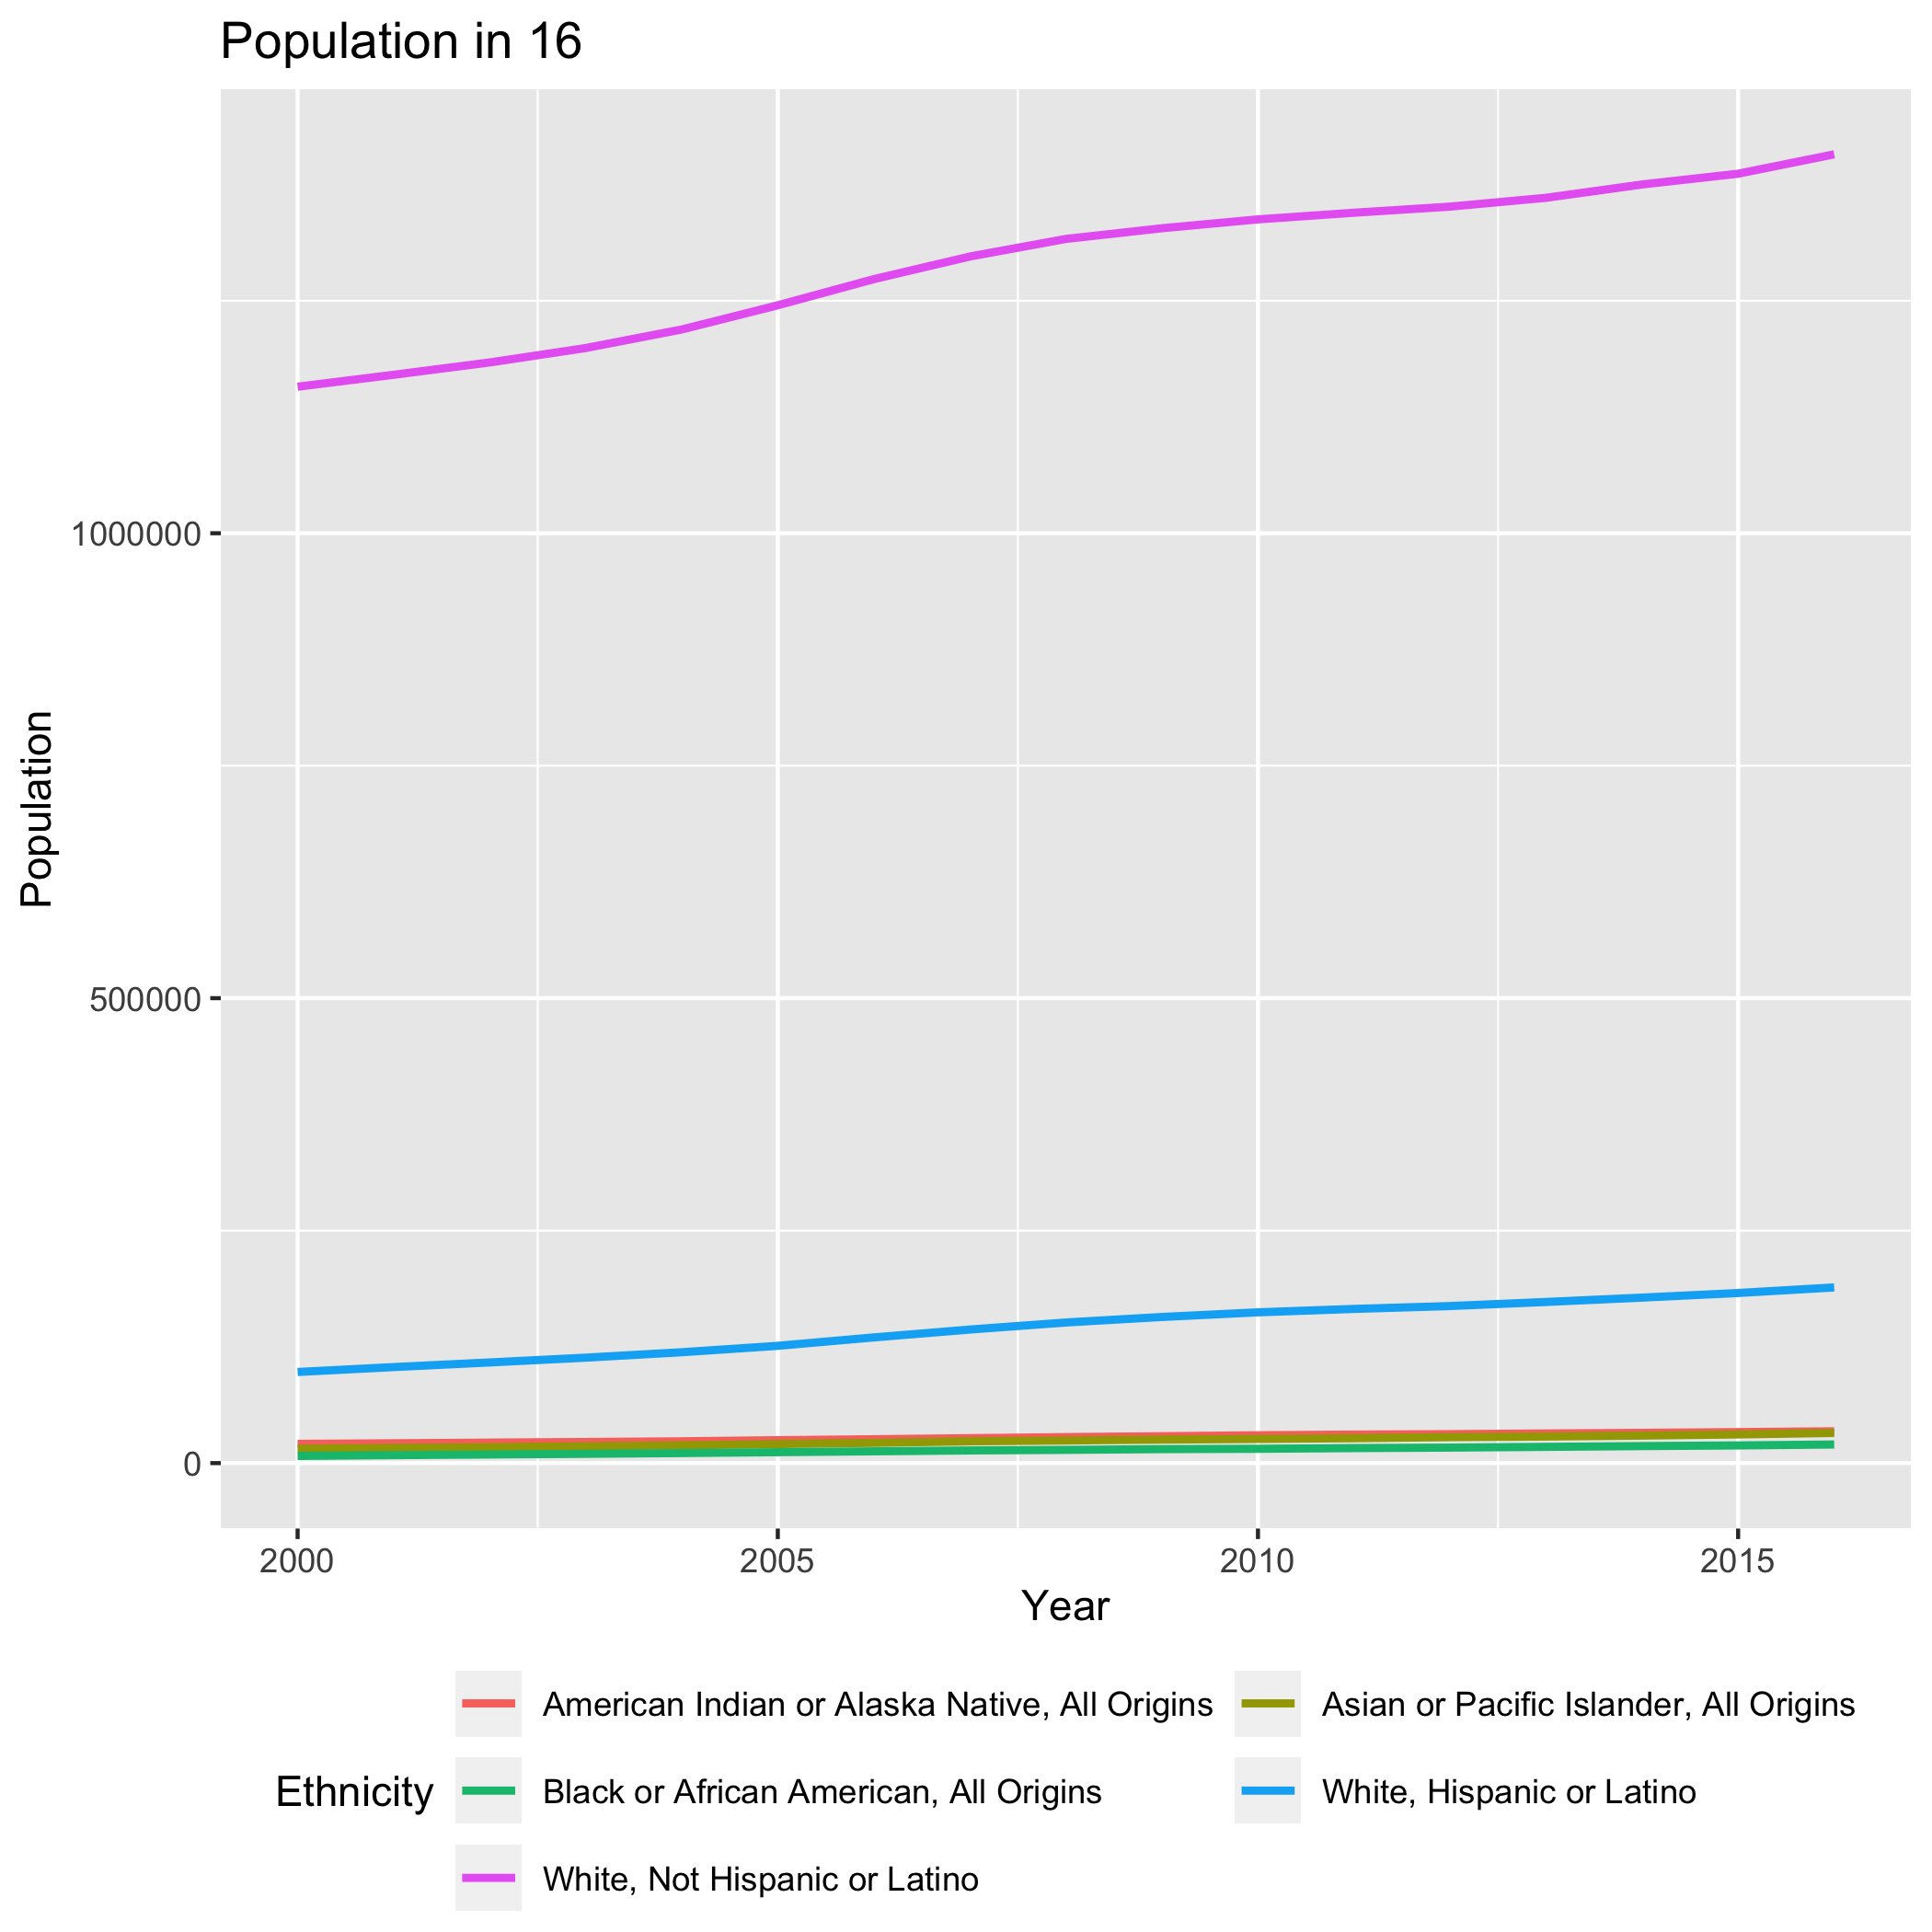 Population in 16
Population
1000000
500000
0
2000 2005 2010 2015
Year
Ethnicity
American Indian or Alaska Native, All Origins
Asian or Pacific Islander, All Origins
Black or African American, All Origins
White, Hispanic or Latino
White, Not Hispanic or Latino